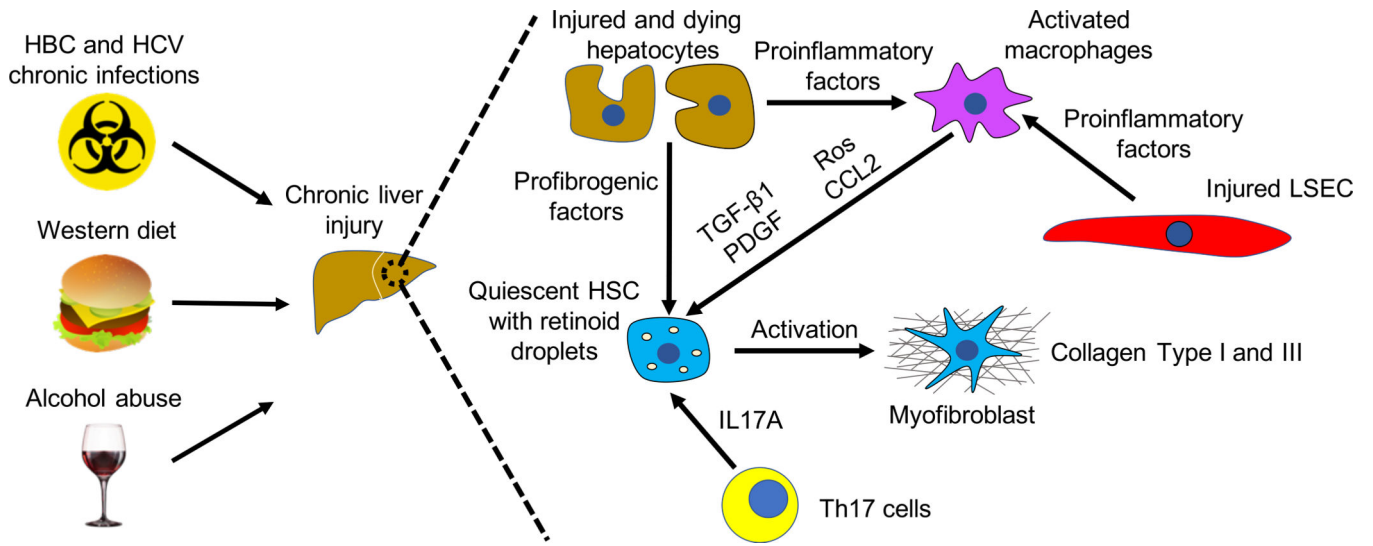 HBC and HCV
chronic infections
Western diet
Alcohol abuse
Chronic liver
injury
Injured and dying
hepatocytes
Proinflammatory
factors
Activated
macrophages
Proinflammatory
factors
Injured LSEC
Profibrogenic
factors
Ros
CCL2
TGF-β1
PDGF
Quiescent HSC
with retinoid
droplets
Activation
Collagen Type I and III
Myofibroblast
IL17A
Th17 cells